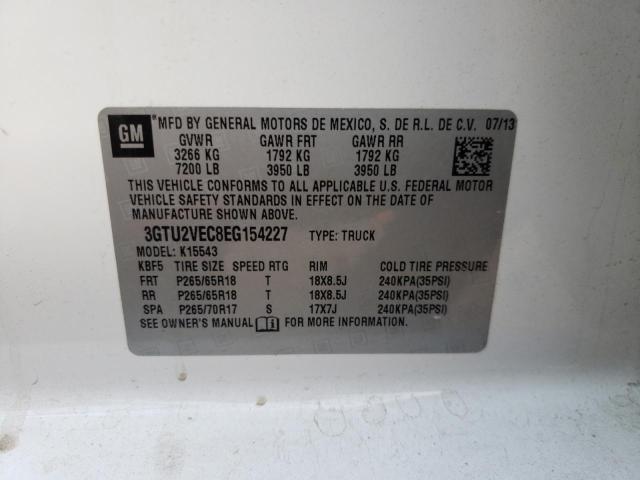 GM
MFD BY GENERAL MOTORS DE MEXICO, S. DE R.L. DE C.V. 07/13
GVWR GAWR FRT GAWR RR
3266 KG 1792 KG 1792 KG
7200 LB 3950 LB 3950 LB
THIS VEHICLE CONFORMS TO ALL APPLICABLE U.S. FEDERAL MOTOR
VEHICLE SAFETY STANDARDS IN EFFECT ON THE DATE OF
MANUFACTURE SHOWN ABOVE.
3GTU2VEC8EG154227 TYPE: TRUCK
MODEL: K15543
KBF5 TIRE SIZE SPEED RTG RIM COLD TIRE PRESSURE
FRT P265/65R18 T 18X8.5J 240KPA(35PSI)
RR P265/65R18 T 18X8.5J 240KPA(35PSI)
SPA P265/70R17 S 17X7J 240KPA(35PSI)
SEE OWNER'S MANUAL FOR MORE INFORMATION.